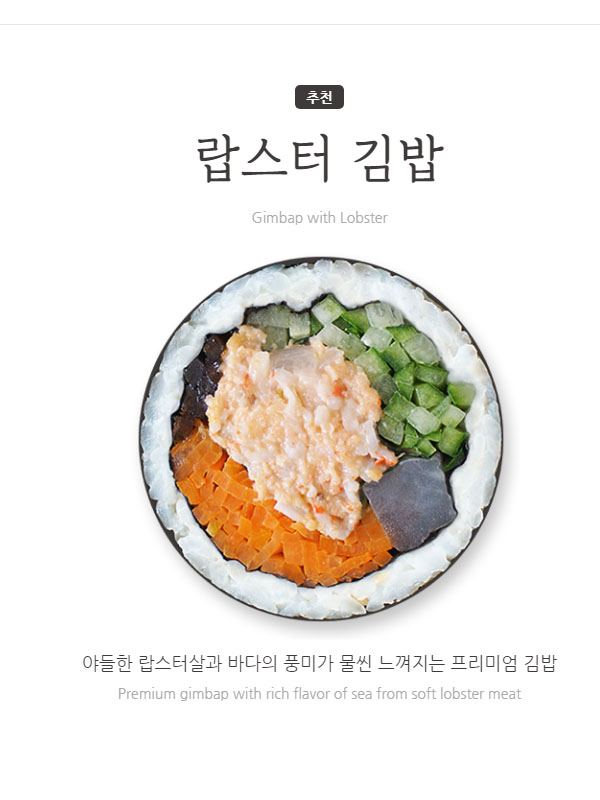 추천
랍스터 김밥
Gimbap with Lobster
야들한 랍스터살과 바다의 풍미가 물씬 느껴지는 프리미엄 김밥
Premium gimbap with rich flavor of sea from soft lobster meat